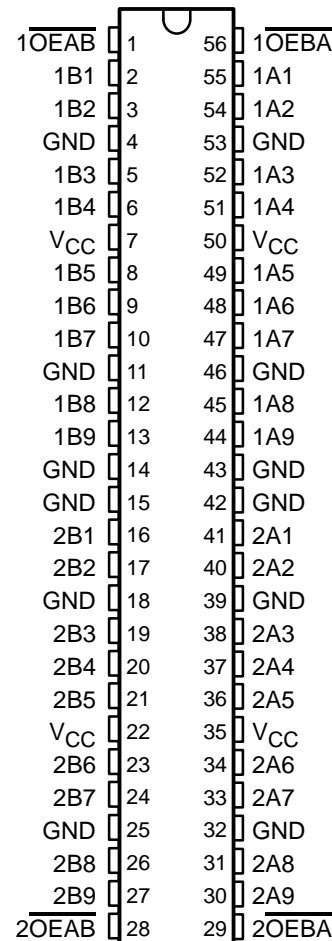 1OEAB 1 56 1OEBA
1B1 2 55 1A1
1B2 3 54 1A2
GND 4 53 GND
1B3 5 52 1A3
1B4 6 51 1A4
VCC 7 50 VCC
1B5 8 49 1A5
1B6 9 48 1A6
1B7 10 47 1A7
GND 11 46 GND
1B8 12 45 1A8
1B9 13 44 1A9
GND 14 43 GND
GND 15 42 GND
2B1 16 41 2A1
2B2 17 40 2A2
GND 18 39 GND
2B3 19 38 2A3
2B4 20 37 2A4
2B5 21 36 2A5
VCC 22 35 VCC
2B6 23 34 2A6
2B7 24 33 2A7
GND 25 32 GND
2B8 26 31 2A8
2B9 27 30 2A9
2OEAB 28 29 2OEBA